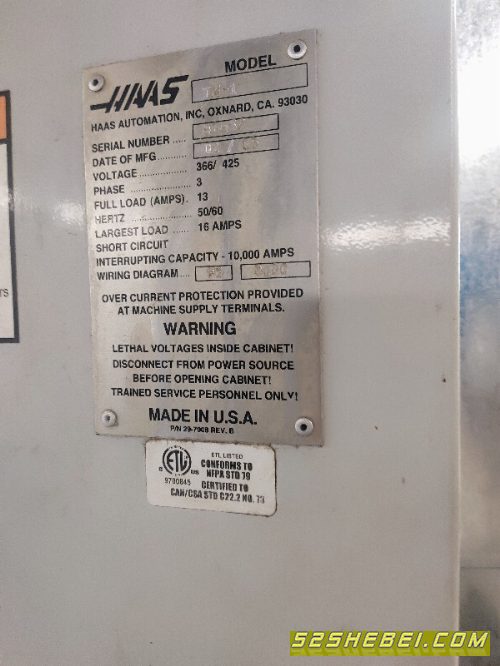 HAAS MODEL
HAAS AUTOMATION, INC, OXNARD, CA. 93030
SERIAL NUMBER
DATE OF MFG
VOLTAGE 366/ 425
PHASE 3
FULL LOAD (AMPS). 13
HERTZ 50/60
LARGEST LOAD 16 AMPS
SHORT CIRCUIT
INTERRUPTING CAPACITY - 10,000 AMPS
WIRING DIAGRAM
OVER CURRENT PROTECTION PROVIDED
AT MACHINE SUPPLY TERMINALS.
WARNING
LETHAL VOLTAGES INSIDE CABINET!
DISCONNECT FROM POWER SOURCE
BEFORE OPENING CABINET!
TRAINED SERVICE PERSONNEL ONLY!
MADE IN U.S.A.
P/N 29-7908 REV. B
ETL LISTED
CONFORMS TO
NFPA STD 79
ETL
C US
9700845
CERTIFIED TO
CAN/CSA STD C22.2 NO. 73
52SHEBEI.COM